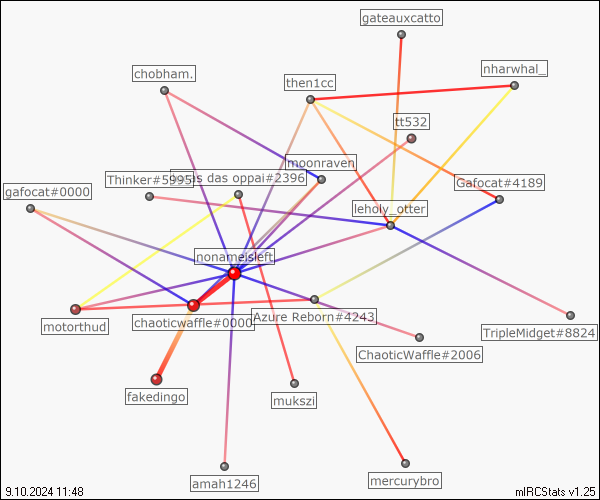 gateauxcatto
chobham.
nharwhal_
then1cc
tt532
moonraven
Thinker#5995
das oppai#2396
Gafocat#4189
gafocat#0000
leholy_otter
nonameisleft
chaoticwaffle#0000
Azure Reborn#4243
motorthud
TripleMidget#8824
ChaoticWaffle#2006
fakedingo
mukszi
amah1246
mercurybro
9.10.2024 11:48
mIRCStats v1.25